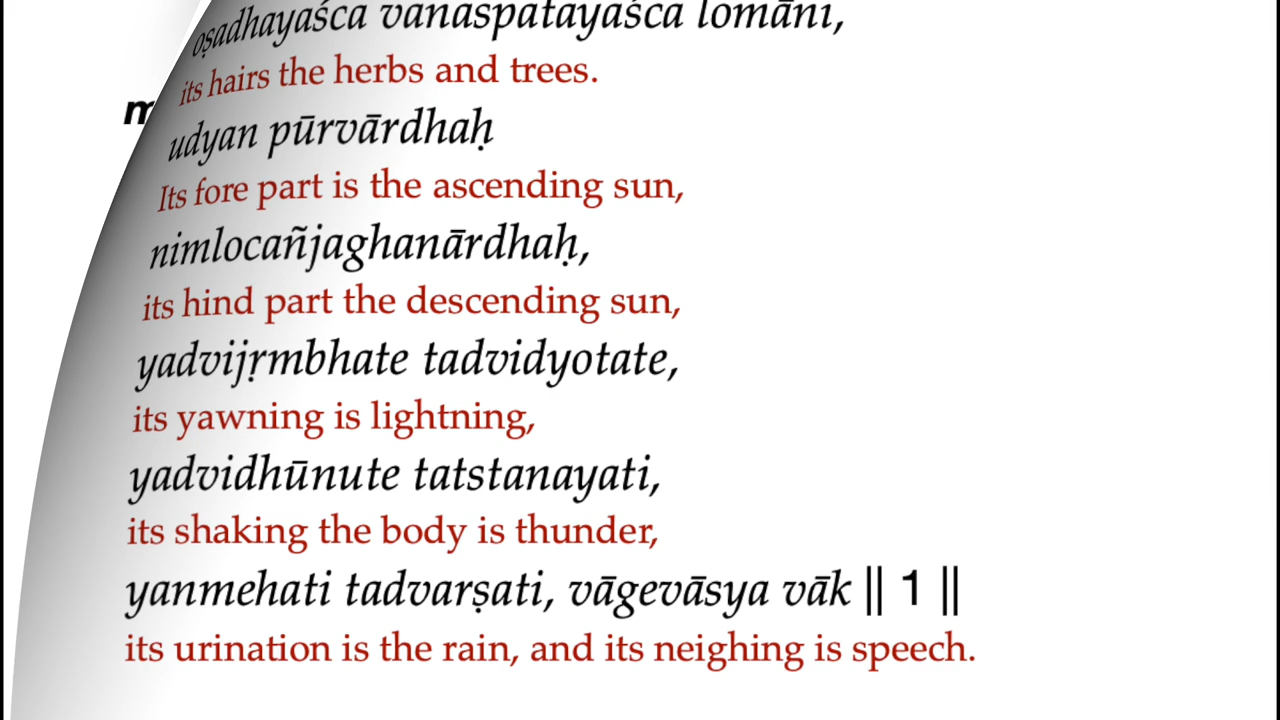 oṣadhayaśca vanaspatayaśca lomāni,
its hairs the herbs and trees.
udyan pūrvārdhaḥ
Its fore part is the ascending sun,
nimlocañjaghanārdhaḥ,
its hind part the descending sun,
yadvijṛmbhate tadvidyotate,
its yawning is lightning,
yadvidhūnute tatstanayati,
its shaking the body is thunder,
yanmehati tadvarṣati, vāgevāsya vāk || 1 ||
its urination is the rain, and its neighing is speech.